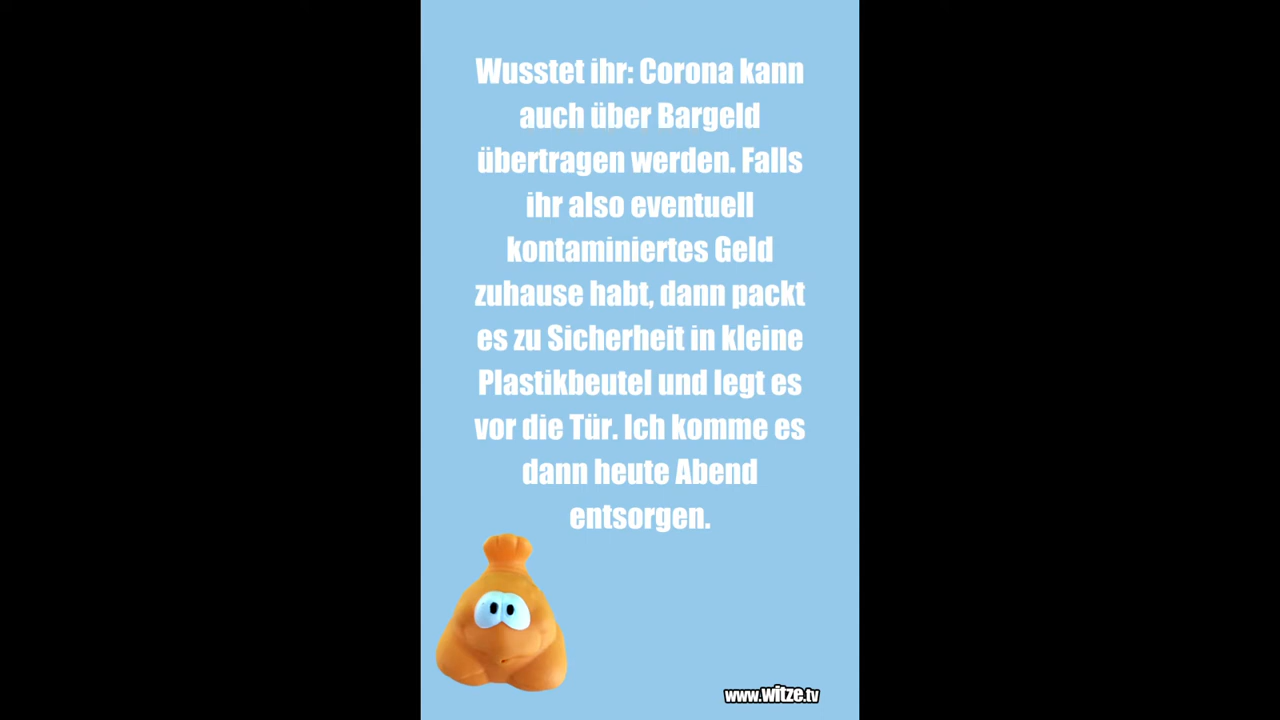 Wusstet ihr: Corona kann
auch über Bargeld
übertragen werden. Falls
ihr also eventuell
kontaminiertes Geld
zuhause habt, dann packt
es zu Sicherheit in kleine
Plastikbeutel und legt es
vor die Tür. Ich komme es
dann heute Abend
entsorgen.
www.witze.tv